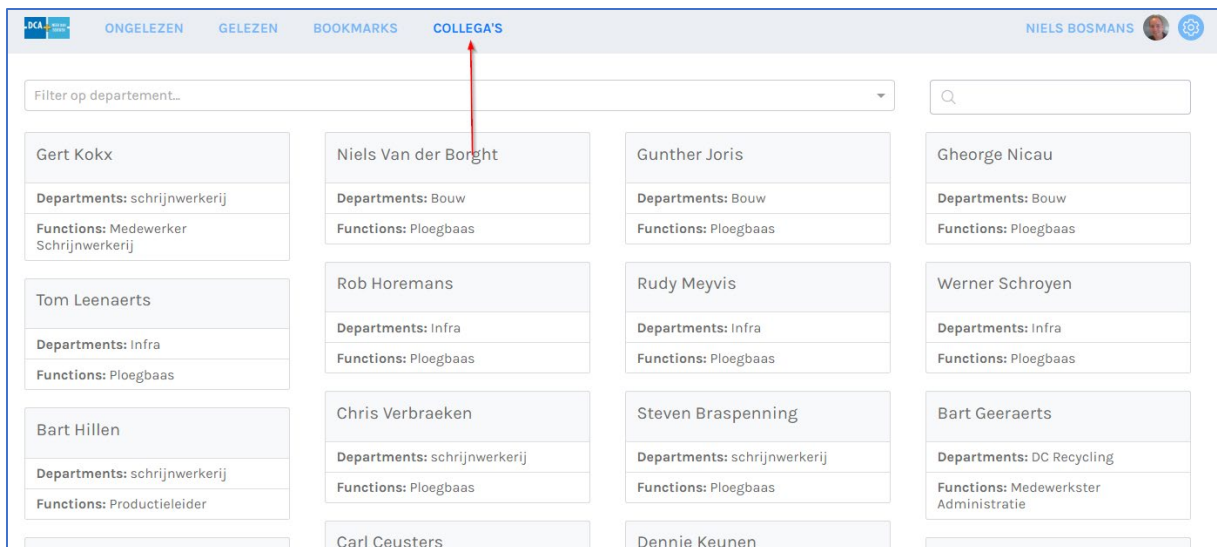 DCA
ONGELEZEN GELEZEN BOOKMARKS COLLEGA'S NIELS BOSMANS
Filter op departement...
Gert Kokx
Departments: schrijnwerkerij
Functions: Medewerker
Schrijnwerkerij
Niels Van der Borght
Departments: Bouw
Functions: Ploegbaas
Gunther Joris
Departments: Bouw
Functions: Ploegbaas
Gheorge Nicau
Departments: Bouw
Functions: Ploegbaas
Tom Leenaerts
Departments: Infra
Functions: Ploegbaas
Rob Horemans
Departments: Infra
Functions: Ploegbaas
Rudy Meyvis
Departments: Infra
Functions: Ploegbaas
Werner Schroyen
Departments: Infra
Functions: Ploegbaas
Bart Hillen
Departments: schrijnwerkerij
Functions: Productieleider
Chris Verbraeken
Departments: schrijnwerkerij
Functions: Ploegbaas
Steven Braspenning
Departments: schrijnwerkerij
Functions: Ploegbaas
Bart Geeraerts
Departments: DC Recycling
Functions: Medewerkster
Administratie
Carl Ceusters
Dennie Keunen